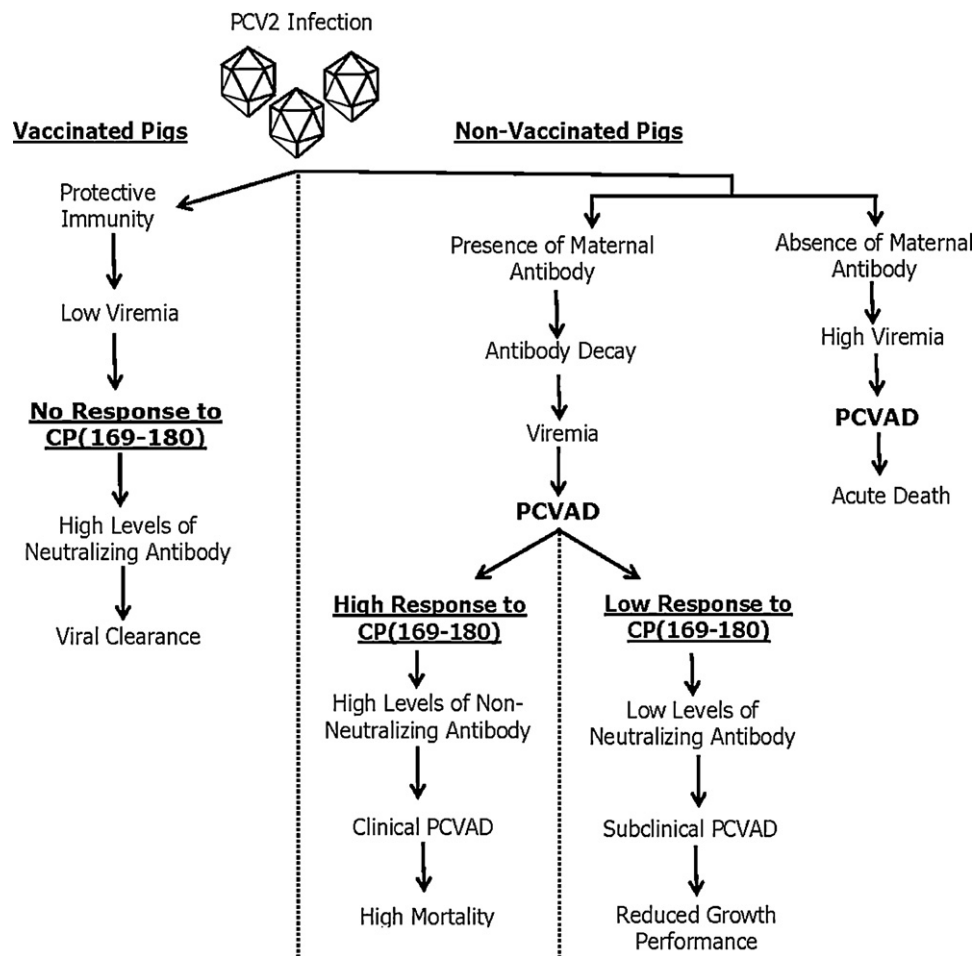 PCV2 Infection
Vaccinated Pigs
Non-Vaccinated Pigs
Protective
Immunity
Low Viremia
No Response to
CP(169-180)
High Levels of
Neutralizing Antibody
Viral Clearance
Presence of Maternal
Antibody
Antibody Decay
Viremia
PCVAD
High Response to
CP(169-180)
High Levels of Non-
Neutralizing Antibody
Clinical PCVAD
High Mortality
Low Response to
CP(169-180)
Low Levels of
Neutralizing Antibody
Subclinical PCVAD
Reduced Growth
Performance
Absence of Maternal
Antibody
High Viremia
PCVAD
Acute Death